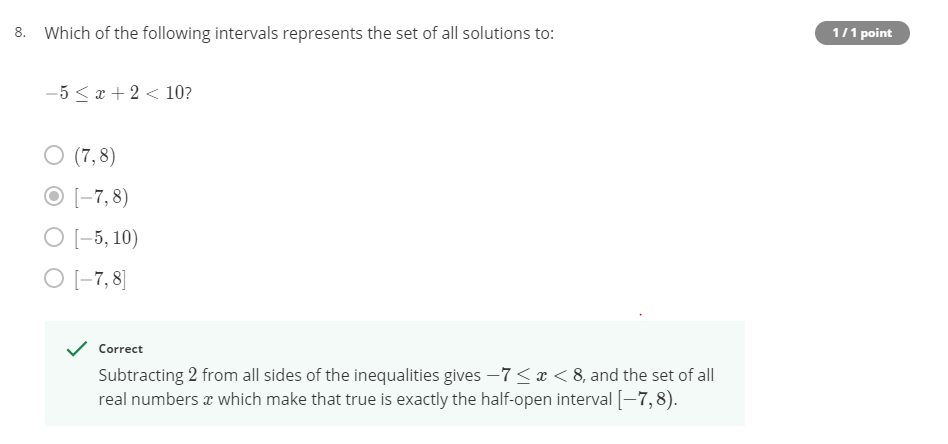 8. Which of the following intervals represents the set of all solutions to:
1 / 1 point
−5 ≤ x + 2 < 10?
(7, 8)
[−7, 8)
[−5, 10)
[−7, 8]
Correct
Subtracting 2 from all sides of the inequalities gives −7 ≤ x < 8, and the set of all
real numbers x which make that true is exactly the half-open interval [−7, 8).